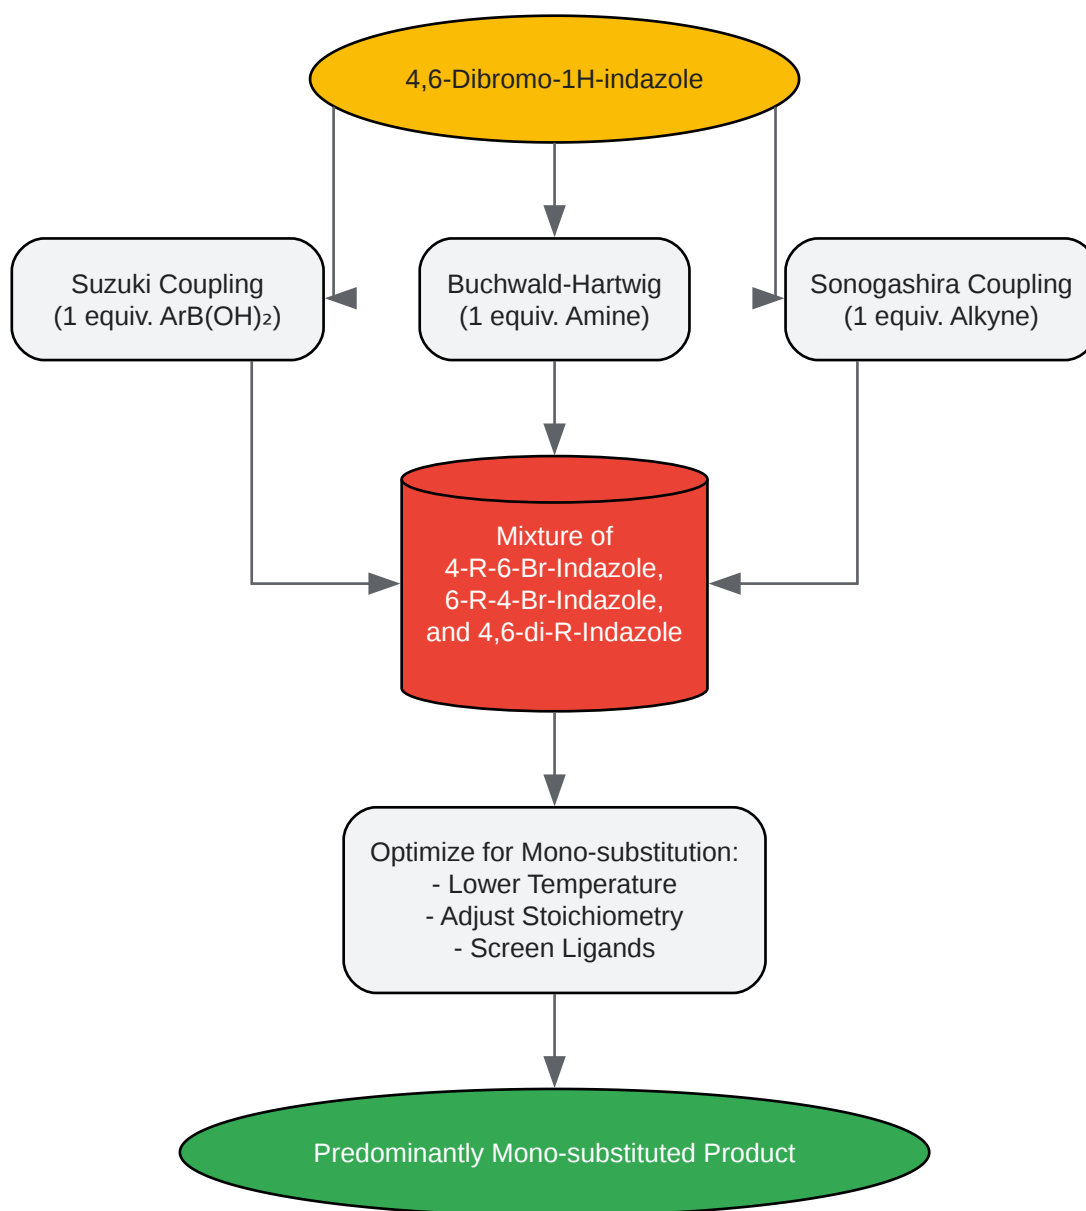 4,6-Dibromo-1H-indazole
Suzuki Coupling
(1 equiv. ArB(OH)₂)
Buchwald-Hartwig
(1 equiv. Amine)
Sonogashira Coupling
(1 equiv. Alkyne)
Mixture of
4-R-6-Br-Indazole,
6-R-4-Br-Indazole,
and 4,6-di-R-Indazole
Optimize for Mono-substitution:
- Lower Temperature
- Adjust Stoichiometry
- Screen Ligands
Predominantly Mono-substituted Product